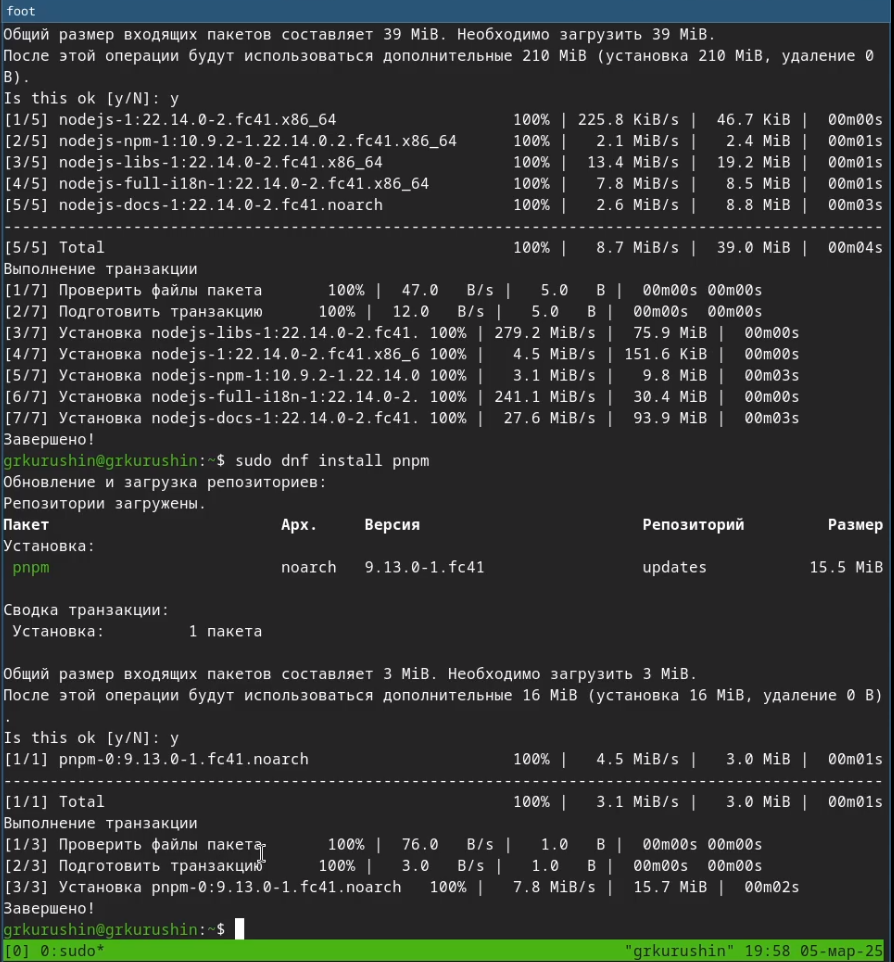 foot
Общий размер входящих пакетов составляет 39 MiB. Необходимо загрузить 39 MiB.
После этой операции будут использоваться дополнительные 210 MiB (установка 210 MiB, удаление 0
B).
Is this ok [y/N]: y
[1/5] nodejs-1:22.14.0-2.fc41.x86_64 100% | 225.8 KiB/s | 46.7 KiB | 00m00s
[2/5] nodejs-npm-1:10.9.2-1.22.14.0.2.fc41.x86_64 100% | 2.1 MiB/s | 2.4 MiB | 00m01s
[3/5] nodejs-libs-1:22.14.0-2.fc41.x86_64 100% | 13.4 MiB/s | 19.2 MiB | 00m01s
[4/5] nodejs-full-i18n-1:22.14.0-2.fc41.x86_64 100% | 7.8 MiB/s | 8.5 MiB | 00m01s
[5/5] nodejs-docs-1:22.14.0-2.fc41.noarch 100% | 2.6 MiB/s | 8.8 MiB | 00m03s
------------------------------------------------------------------------------------------------
[5/5] Total 100% | 8.7 MiB/s | 39.0 MiB | 00m04s
Выполнение транзакции
[1/7] Проверить файлы пакета 100% | 47.0 B/s | 5.0 B | 00m00s 00m00s
[2/7] Подготовить транзакцию 100% | 12.0 B/s | 5.0 B | 00m00s 00m00s
[3/7] Установка nodejs-libs-1:22.14.0-2.fc41. 100% | 279.2 MiB/s | 75.9 MiB | 00m00s
[4/7] Установка nodejs-1:22.14.0-2.fc41.x86_6 100% | 4.5 MiB/s | 151.6 KiB | 00m00s
[5/7] Установка nodejs-npm-1:10.9.2-1.22.14.0 100% | 3.1 MiB/s | 9.8 MiB | 00m03s
[6/7] Установка nodejs-full-i18n-1:22.14.0-2. 100% | 241.1 MiB/s | 30.4 MiB | 00m00s
[7/7] Установка nodejs-docs-1:22.14.0-2.fc41. 100% | 27.6 MiB/s | 93.9 MiB | 00m03s
Завершено!
grkurushin@grkurushin:~$ sudo dnf install pnpm
Обновление и загрузка репозиториев:
Репозитории загружены.
Пакет Арх. Версия Репозиторий Размер
Установка:
pnpm noarch 9.13.0-1.fc41 updates 15.5 MiB
Сводка транзакции:
Установка: 1 пакета
Общий размер входящих пакетов составляет 3 MiB. Необходимо загрузить 3 MiB.
После этой операции будут использоваться дополнительные 16 MiB (установка 16 MiB, удаление 0 B)
.
Is this ok [y/N]: y
[1/1] pnpm-0:9.13.0-1.fc41.noarch 100% | 4.5 MiB/s | 3.0 MiB | 00m01s
------------------------------------------------------------------------------------------------
[1/1] Total 100% | 3.1 MiB/s | 3.0 MiB | 00m01s
Выполнение транзакции
[1/3] Проверить файлы пакета 100% | 76.0 B/s | 1.0 B | 00m00s 00m00s
[2/3] Подготовить транзакцию 100% | 3.0 B/s | 1.0 B | 00m00s 00m00s
[3/3] Установка pnpm-0:9.13.0-1.fc41.noarch 100% | 7.8 MiB/s | 15.7 MiB | 00m02s
Завершено!
grkurushin@grkurushin:~$
[0] 0:sudo* "grkurushin" 19:58 05-мар-25